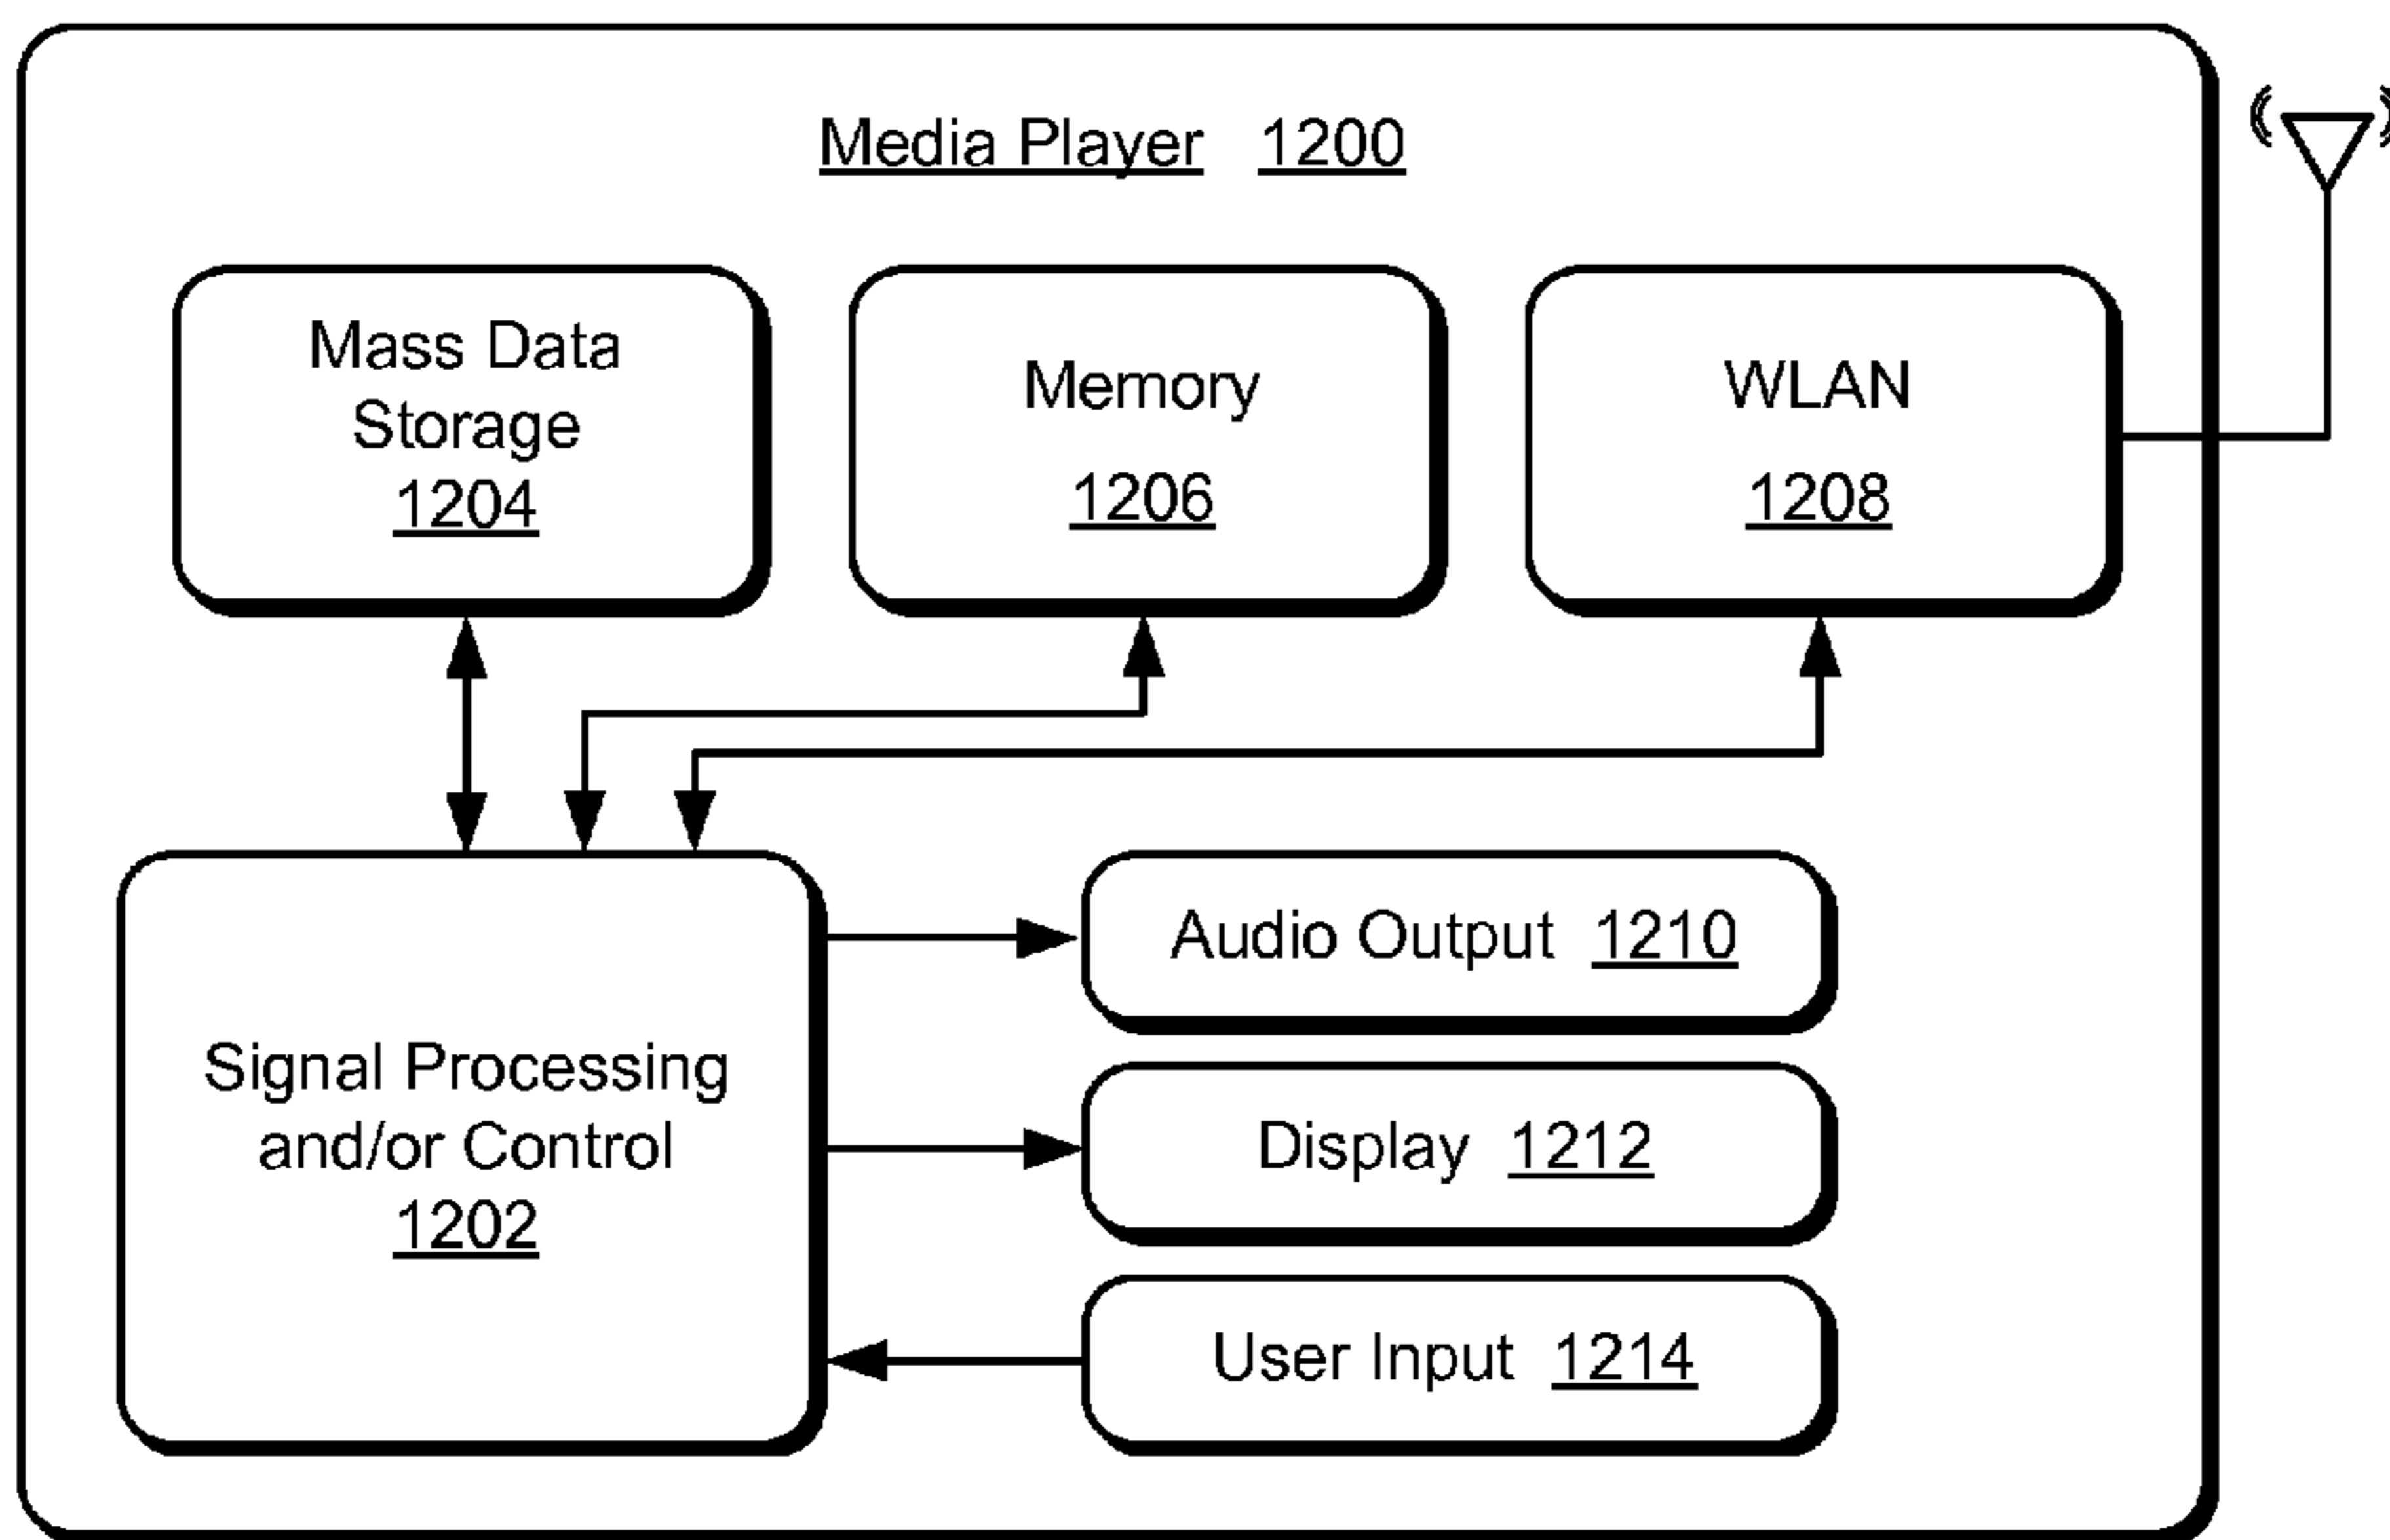 Media Player 1200
Mass Data
Storage
1204
Memory
1206
WLAN
1208
Signal Processing
and/or Control
1202
Audio Output 1210
Display 1212
User Input 1214